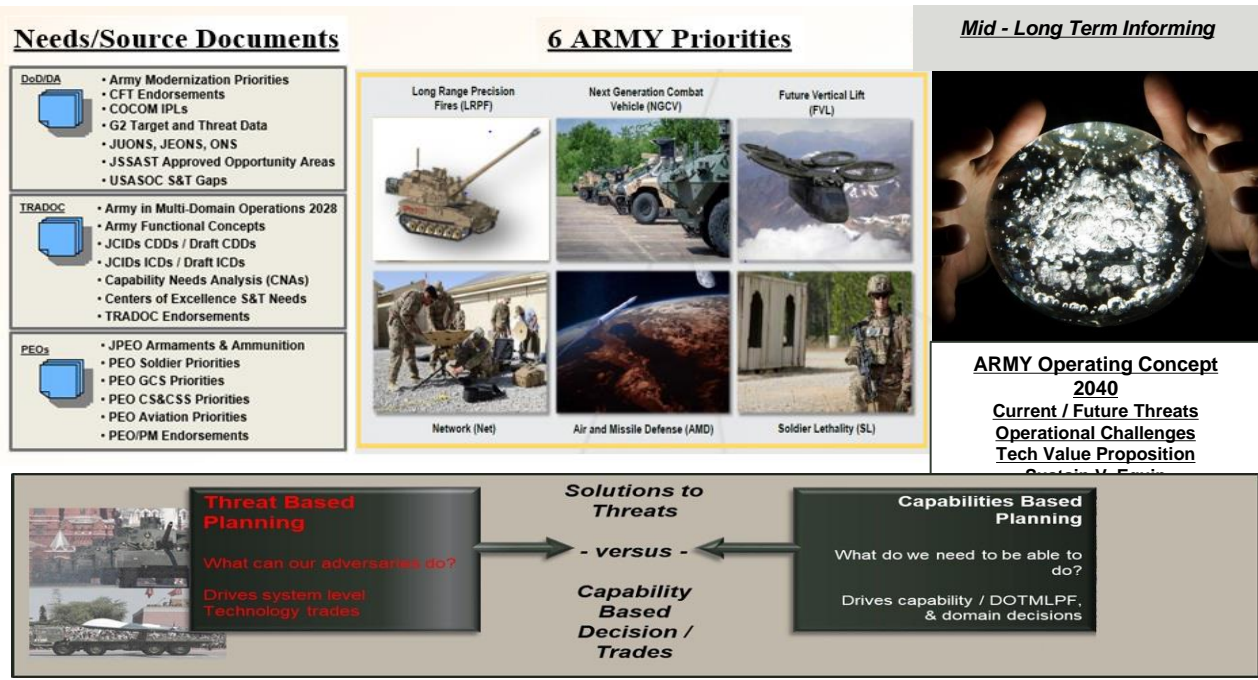 Needs/Source Documents
DoD/DA
• Army Modernization Priorities
• CFT Endorsements
• COCOM IPLs
• G2 Target and Threat Data
• JUONS, JEONS, ONS
• JSSAST Approved Opportunity Areas
• USASOC S&T Gaps
TRADOC
• Army in Multi-Domain Operations 2028
• Army Functional Concepts
• JCIDs CDDs / Draft CDDs
• JCIDs ICDs / Draft ICDs
• Capability Needs Analysis (CNAs)
• Centers of Excellence S&T Needs
• TRADOC Endorsements
PEOs
• JPEO Armaments & Ammunition
• PEO Soldier Priorities
• PEO GCS Priorities
• PEO CS&CSS Priorities
• PEO Aviation Priorities
• PEO/PM Endorsements
6 ARMY Priorities
Long Range Precision
Fires (LRPF)
Next Generation Combat
Vehicle (NGCV)
Future Vertical Lift
(FVL)
Network (Net)
Air and Missile Defense (AMD)
Soldier Lethality (SL)
Mid - Long Term Informing
ARMY Operating Concept
2040
Current / Future Threats
Operational Challenges
Tech Value Proposition
Threat Based
Planning
What can our adversaries do?
Drives system level
Technology trades
Solutions to
Threats
- versus -
Capability
Based
Decision /
Trades
Capabilities Based
Planning
What do we need to be able to
do?
Drives capability / DOTMLPF,
& domain decisions